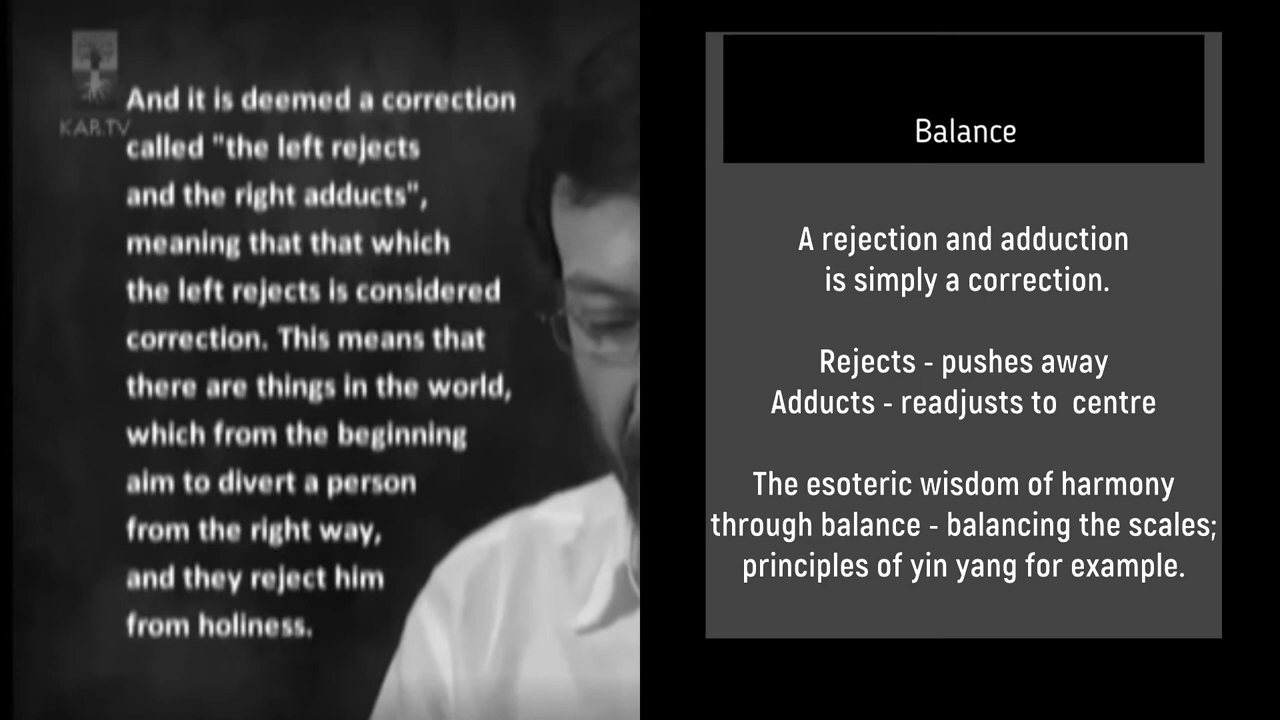 KAB.TV
And it is deemed a correction
called "the left rejects
and the right adducts",
meaning that that which
the left rejects is considered
correction. This means that
there are things in the world,
which from the beginning
aim to divert a person
from the right way,
and they reject him
from holiness.
Balance
A rejection and adduction
is simply a correction.
Rejects - pushes away
Adducts - readjusts to centre
The esoteric wisdom of harmony
through balance - balancing the scales;
principles of yin yang for example.